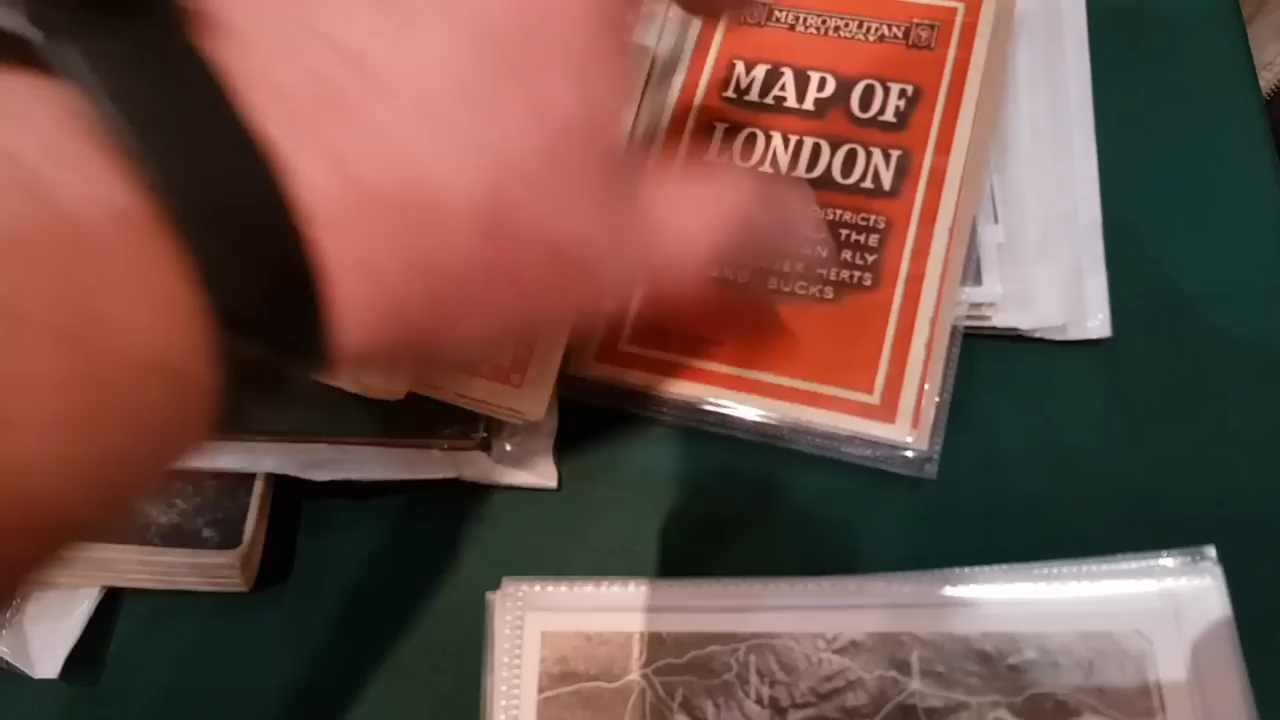 METROPOLITAN
RAILWAY.
MAP OF
LONDON
DISTRICTS
THE
RLY
HERTS
AND BUCKS